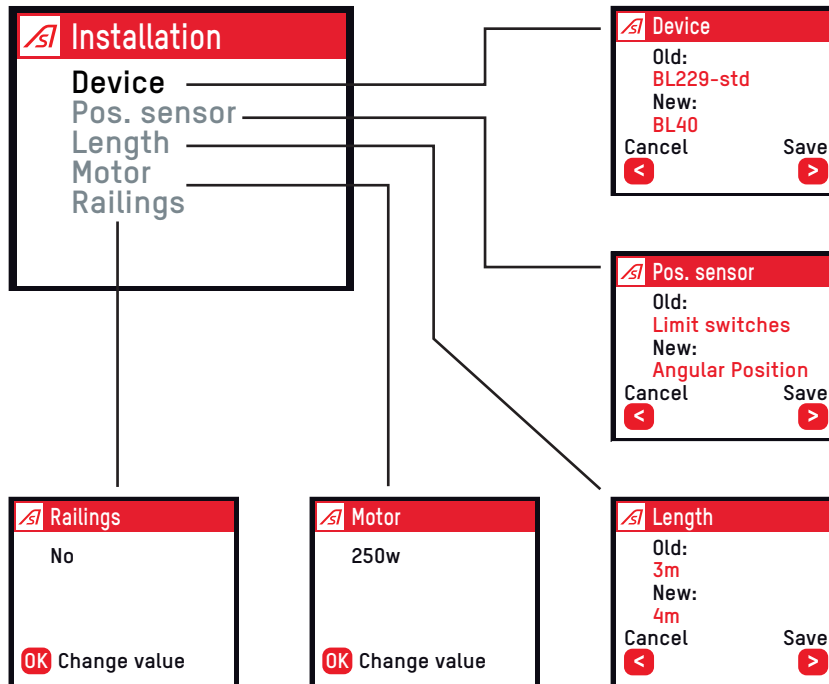 Installation
Device
Pos. sensor
Length
Motor
Railings
Device
Old:
BL229-std
New:
BL40
Cancel Save
< >
Pos. sensor
Old:
Limit switches
New:
Angular Position
Cancel Save
< >
Railings
No
OK Change value
Motor
250w
OK Change value
Length
Old:
3m
New:
4m
Cancel Save
< >